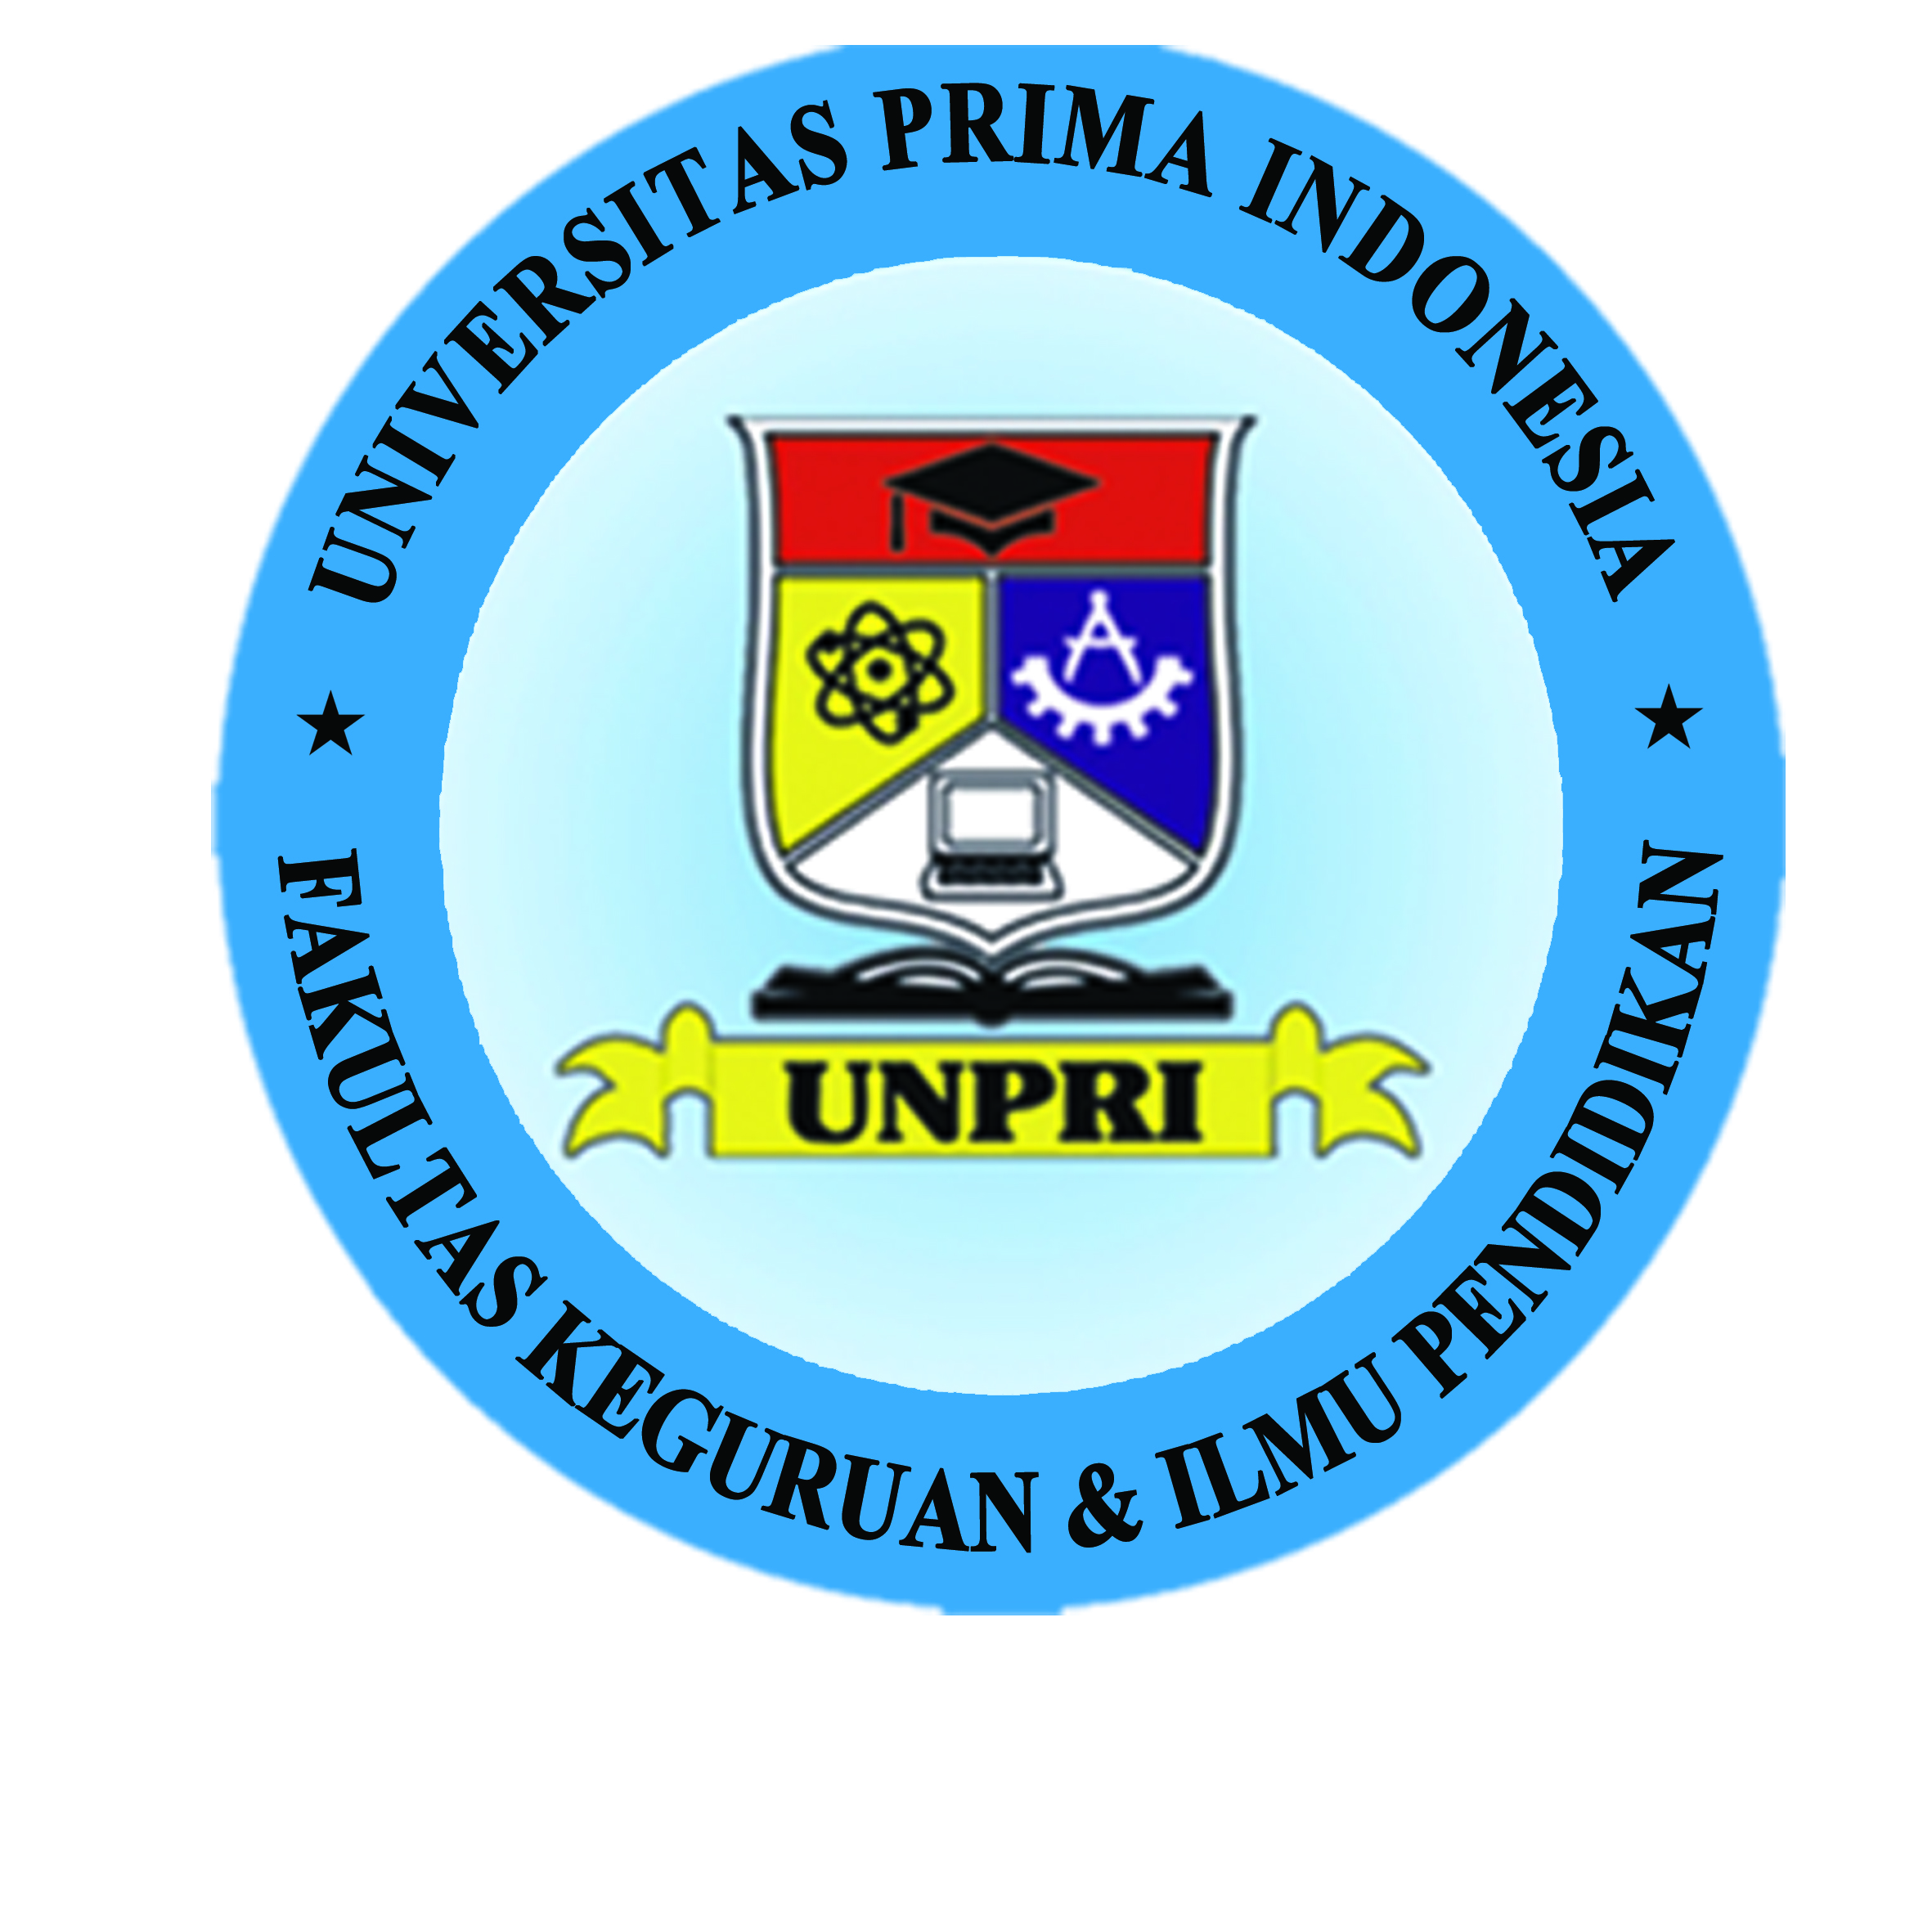 UNIVERSITAS PRIMA INDONESIA
UNPRI
FAKULTAS KEGURUAN & ILMU PENDIDIKAN